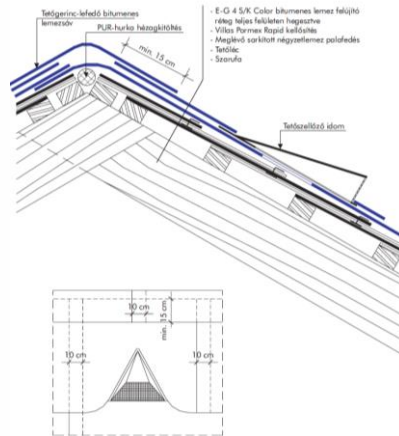 Tetőgerinc-lefedő bitumenes
lemezsáv
PUR-hurka hézagkitöltés
min. 15 cm
- E-G 4 S/K Color bitumenes lemez felújító
réteg teljes felületen hegesztve
- Villas Parmex Rapid kellősítés
- Meglévő sarkított négyzetlemez palafedés
- Tetőléc
- Szarufa
Tetőszellőző idom
10 cm
min. 15 cm
10 cm
10 cm